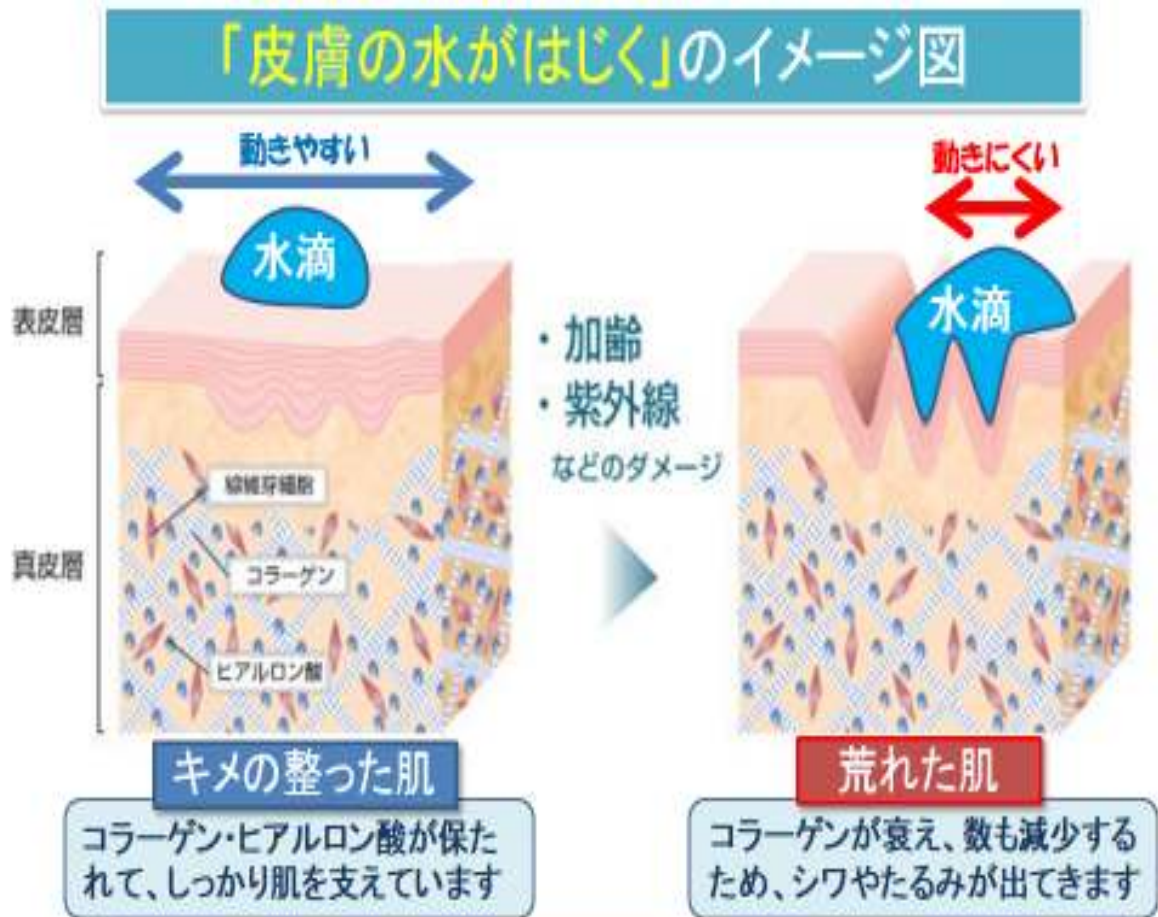 「皮膚の水がはじく」のイメージ図
動きやすい
水滴
表皮層
真皮層
線維芽細胞
コラーゲン
ヒアルロン酸
キメの整った肌
コラーゲン・ヒアルロン酸が保た
れて、しっかり肌を支えています
・加齢
・紫外線
などのダメージ
動きにくい
水滴
荒れた肌
コラーゲンが衰え、数も減少する
ため、シワやたるみが出てきます